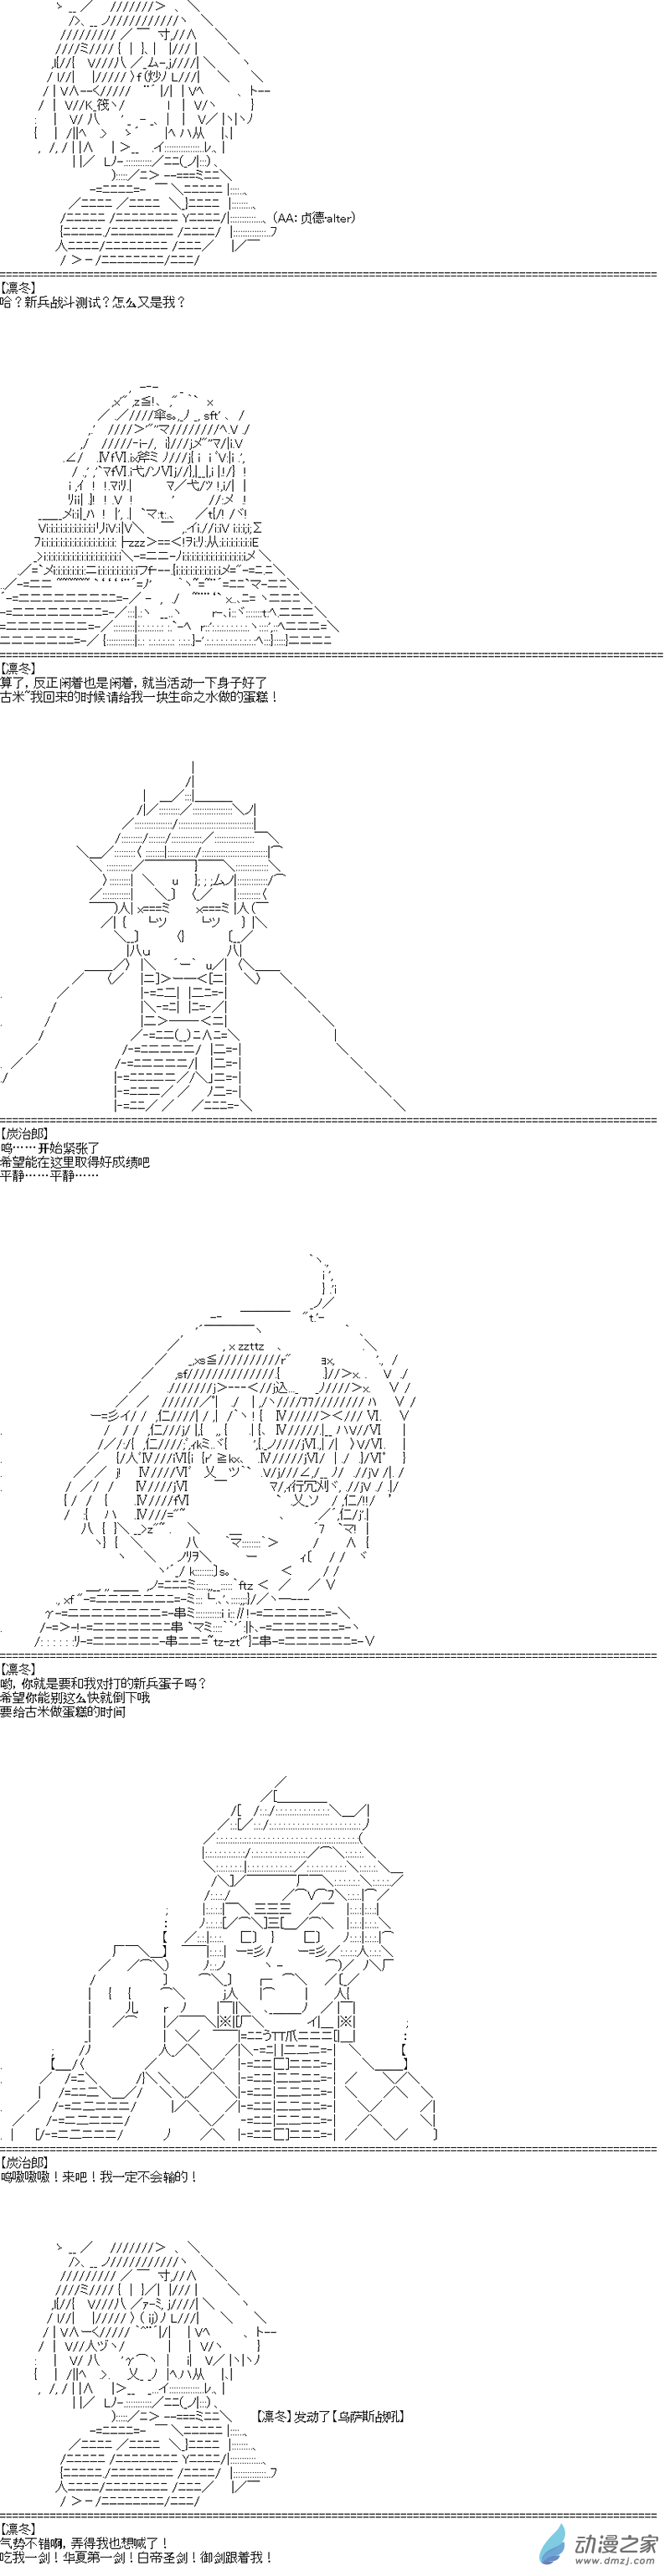 (AA: 贞德·alter)
【凛冬】
哈？新兵战斗测试？怎么又是我？
【凛冬】
算了，反正闲着也是闲着，就当活动一下身子好了
古米~我回来的时候请给我一块生命之水做的蛋糕！
【炭治郎】
呜……开始紧张了
希望能在这里取得好成绩吧
平静……平静……
【凛冬】
哟，你就是要和我对打的新兵蛋子吗？
希望你能别这么快就倒下哦
要给古米做蛋糕的时间
【炭治郎】
呜嗷嗷嗷！来吧！我一定不会输的！
【凛冬】发动了【乌萨斯战吼】
【凛冬】
气势不错啊，弄得我也想喊了！
吃我一剑！华夏第一剑！白帝圣剑！御剑跟着我！
动漫之家
www.dmzj.com